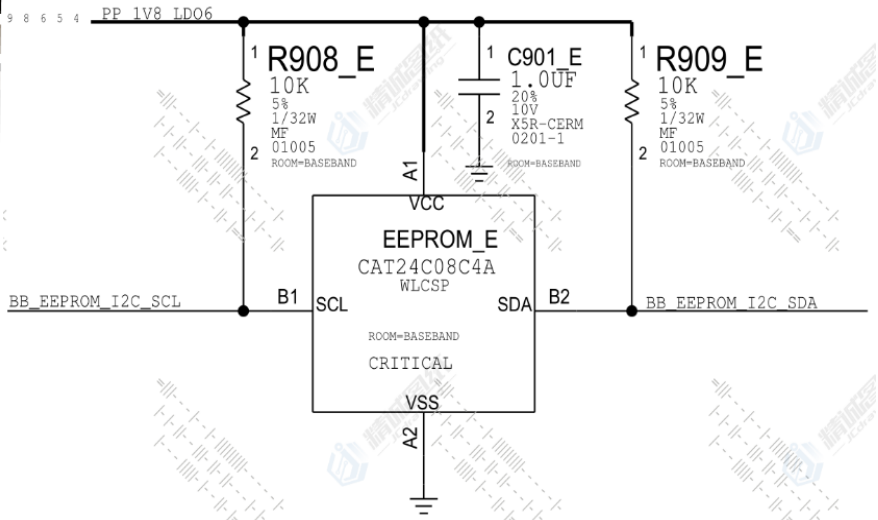 9 8 6 5 4
PP_1V8_LDO6
1
R908_E
10K
5%
1/32W
MF
01005
2
ROOM=BASEBAND
1
C901_E
1.0UF
20%
10V
X5R-CERM
0201-1
2
ROOM=BASEBAND
1
R909_E
10K
5%
1/32W
MF
01005
2
ROOM=BASEBAND
A1
VCC
EEPROM_E
CAT24C08C4A
WLCSP
BB_EEPROM_I2C_SCL
B1
SCL
SDA
B2
BB_EEPROM_I2C_SDA
ROOM=BASEBAND
CRITICAL
VSS
A2